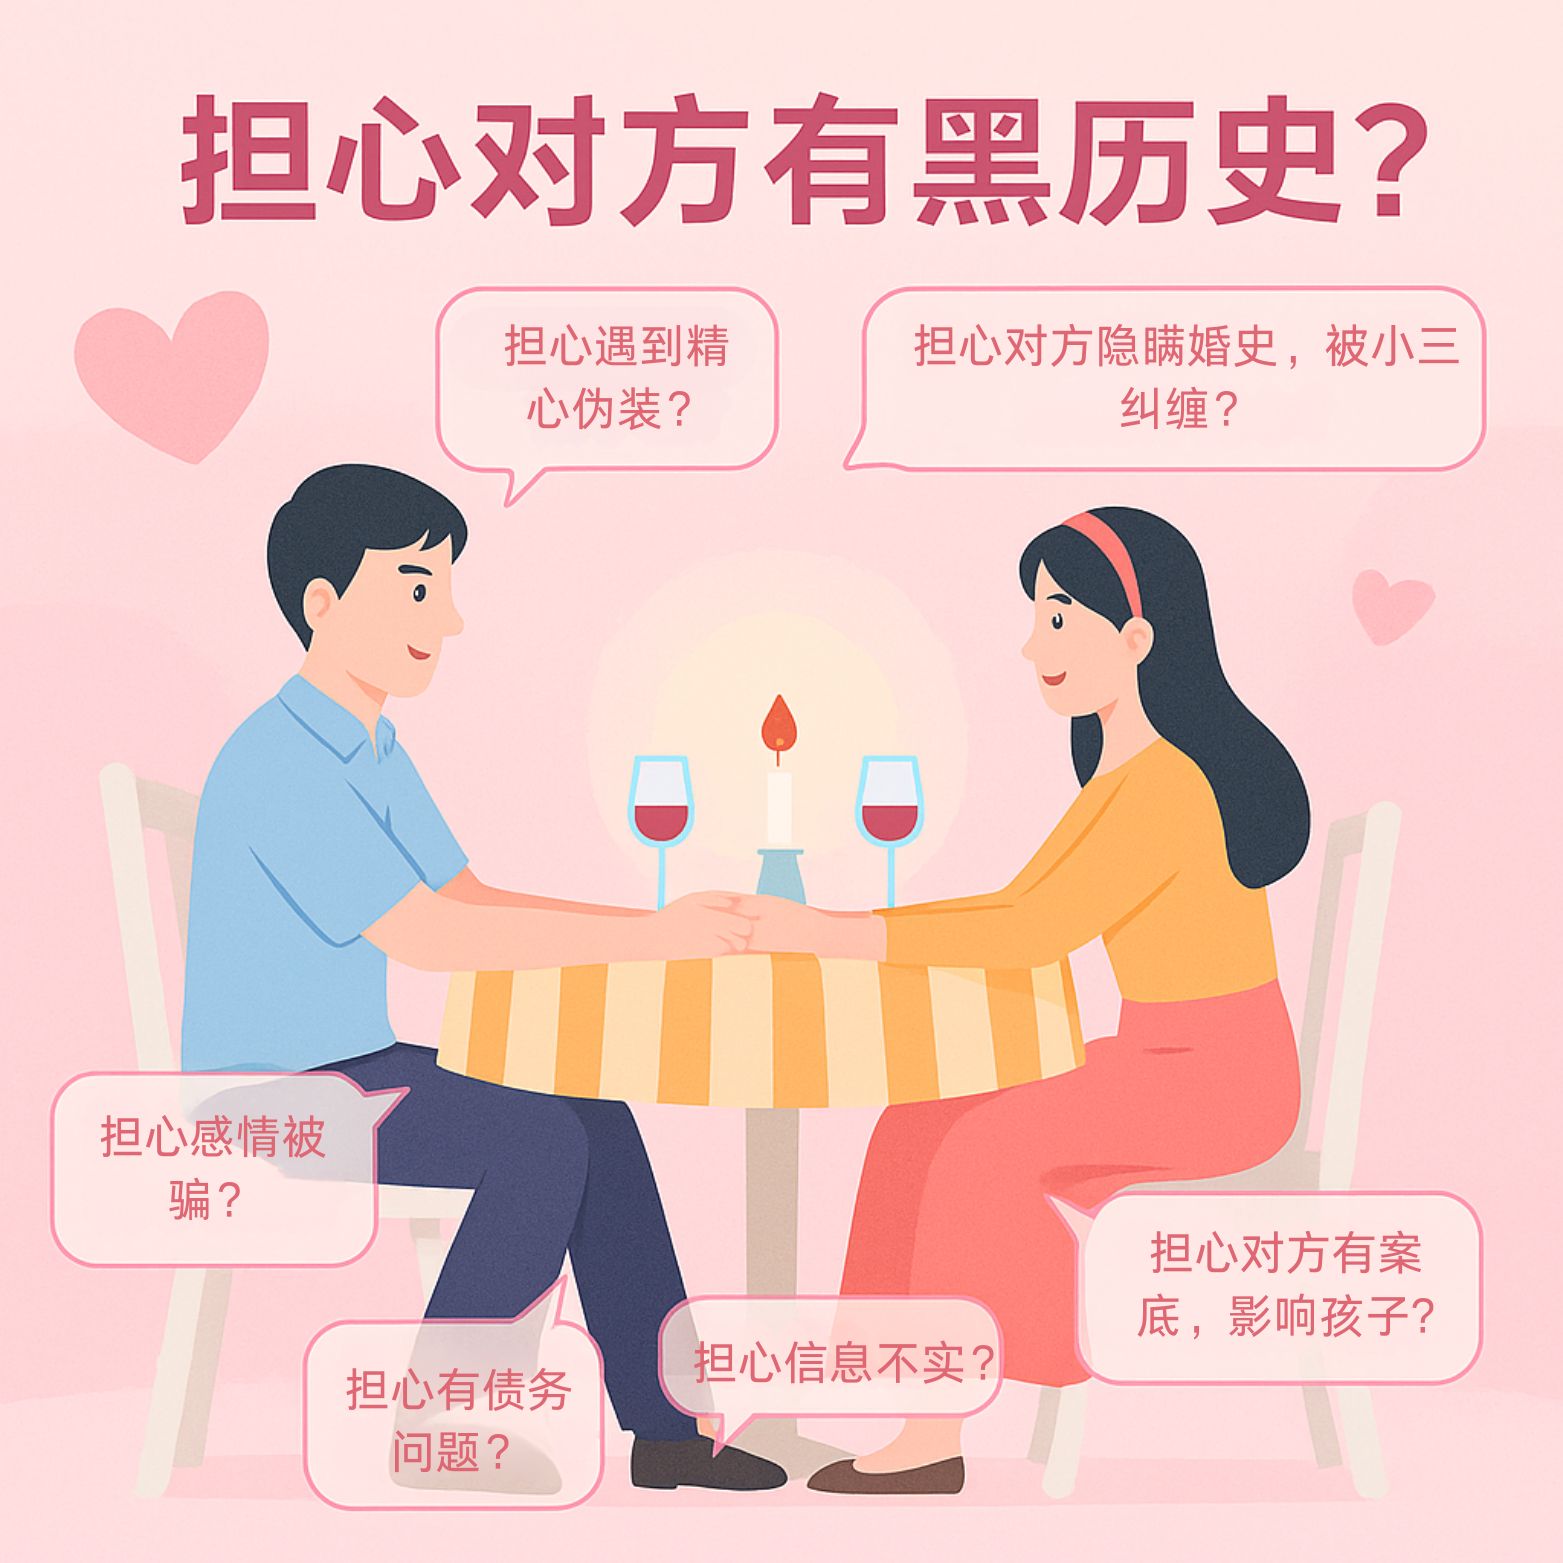 担心对方有黑历史？
担心遇到精
心伪装？
担心对方隐瞒婚史，被小三
纠缠？
担心感情被
骗？
担心对方有案
底，影响孩子？
担心信息不实？
担心有债务
问题？